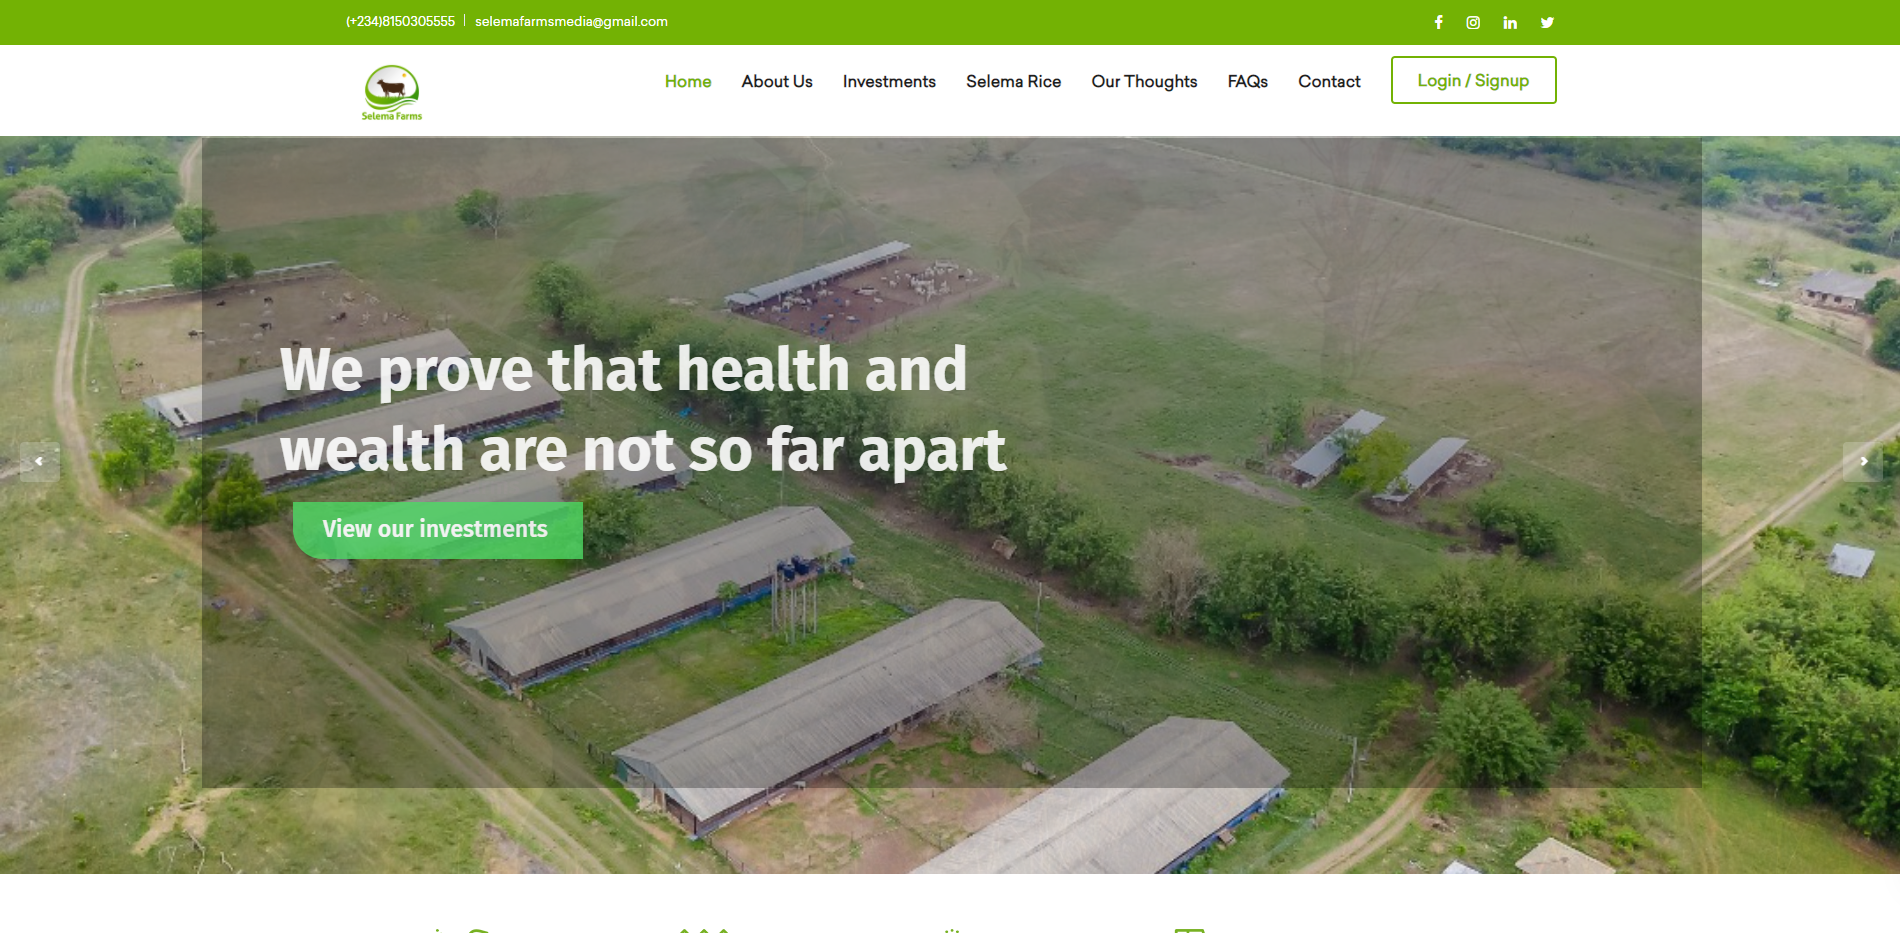 (+234)8150305555 | selemafarmsmedia@gmail.com
Selema Farms
Home About Us Investments Selema Rice Our Thoughts FAQs Contact Login / Signup
We prove that health and
wealth are not so far apart
View our investments